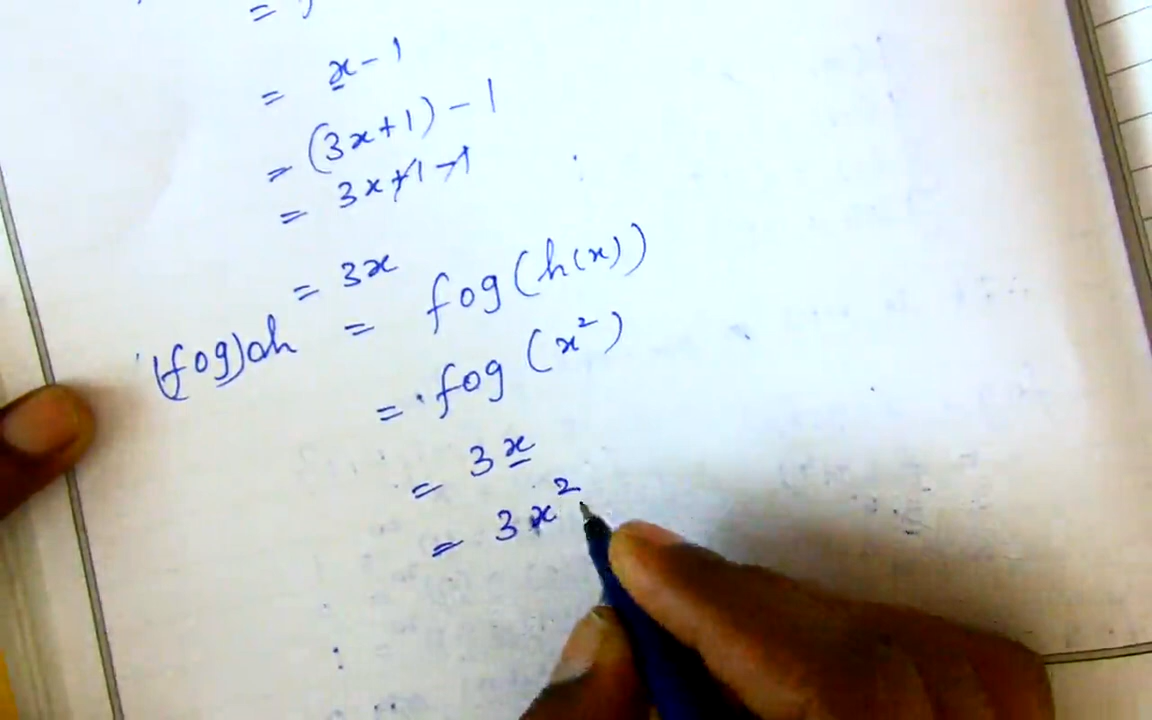 = x - 1
= (3x+1) - 1
= 3x+1-1
= 3x
(fog)oh = fog(h(x))
= fog (x²)
= 3x
= 3x²